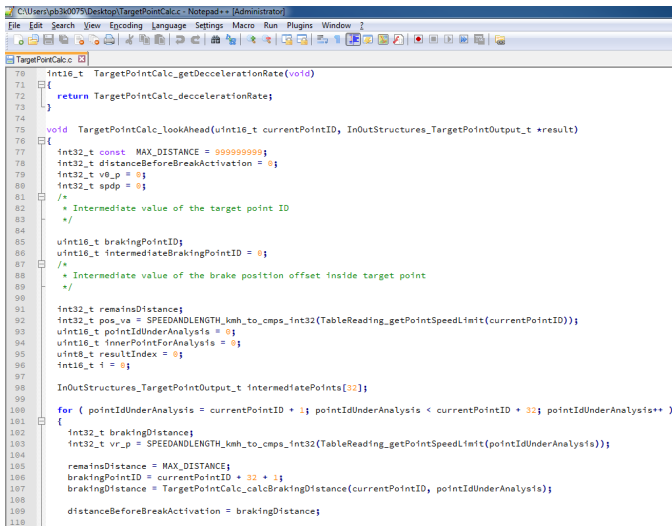 C:\Users\pb3k0075\Desktop\TargetPointCalc.c - Notepad++ [Administrator]
File Edit Search View Encoding Language Settings Macro Run Plugins Window ?
TargetPointCalc.c
70 int16_t TargetPointCalc_getDeccelerationRate(void)
71 {
72 return TargetPointCalc_deccelerationRate;
73 }
74
75 void TargetPointCalc_lookAhead(uint16_t currentPointID, InOutStructures_TargetPointOutput_t *result)
76 {
77 int32_t const MAX_DISTANCE = 999999999;
78 int32_t distanceBeforeBreakActivation = 0;
79 int32_t v0_p = 0;
80 int32_t spdp = 0;
81 /*
82 * Intermediate value of the target point ID
83 */
84
85 uint16_t brakingPointID;
86 uint16_t intermediateBrakingPointID = 0;
87 /*
88 * Intermediate value of the brake position offset inside target point
89 */
90
91 int32_t remainsDistance;
92 int32_t pos_va = SPEEDANDLENGTH_kmh_to_cmps_int32(TableReading_getPointSpeedLimit(currentPointID));
93 uint16_t pointIdUnderAnalysis = 0;
94 uint16_t innerPointForAnalysis = 0;
95 uint8_t resultIndex = 0;
96 int16_t i = 0;
97
98 InOutStructures_TargetPointOutput_t intermediatePoints[32];
99
100 for ( pointIdUnderAnalysis = currentPointID + 1; pointIdUnderAnalysis < currentPointID + 32; pointIdUnderAnalysis++ )
101 {
102 int32_t brakingDistance;
103 int32_t vr_p = SPEEDANDLENGTH_kmh_to_cmps_int32(TableReading_getPointSpeedLimit(pointIdUnderAnalysis));
104
105 remainsDistance = MAX_DISTANCE;
106 brakingPointID = currentPointID + 32 + 1;
107 brakingDistance = TargetPointCalc_calcBrakingDistance(currentPointID, pointIdUnderAnalysis);
108
109 distanceBeforeBreakActivation = brakingDistance;
110